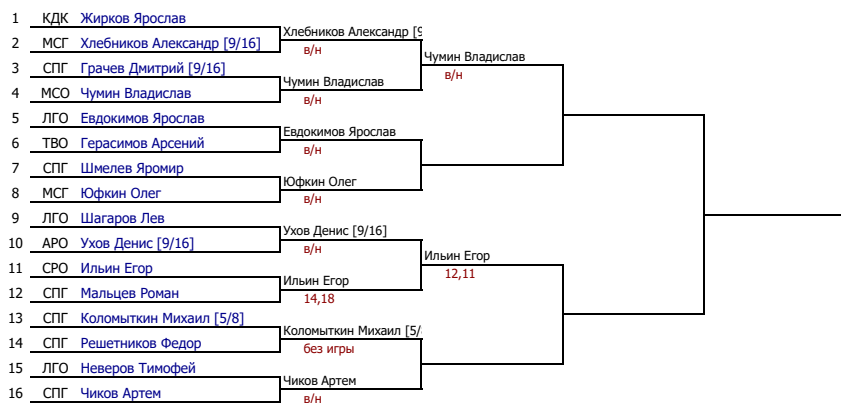 1 КДК Жирков Ярослав
Хлебников Александр [9
2 МСГ Хлебников Александр [9/16]
в/н
Чумин Владислав
3 СПГ Грачев Дмитрий [9/16]
в/н
Чумин Владислав
4 МСО Чумин Владислав
в/н
5 ЛГО Евдокимов Ярослав
Евдокимов Ярослав
6 ТВО Герасимов Арсений
в/н
7 СПГ Шмелев Яромир
Юфкин Олег
8 МСГ Юфкин Олег
в/н
9 ЛГО Шагаров Лев
Ухов Денис [9/16]
10 АРО Ухов Денис [9/16]
в/н
Ильин Егор
11 СРО Ильин Егор
12,11
Ильин Егор
12 СПГ Мальцев Роман
14,18
13 СПГ Коломыткин Михаил [5/8]
Коломыткин Михаил [5/
14 СПГ Решетников Федор
без игры
15 ЛГО Неверов Тимофей
Чиков Артем
16 СПГ Чиков Артем
в/н